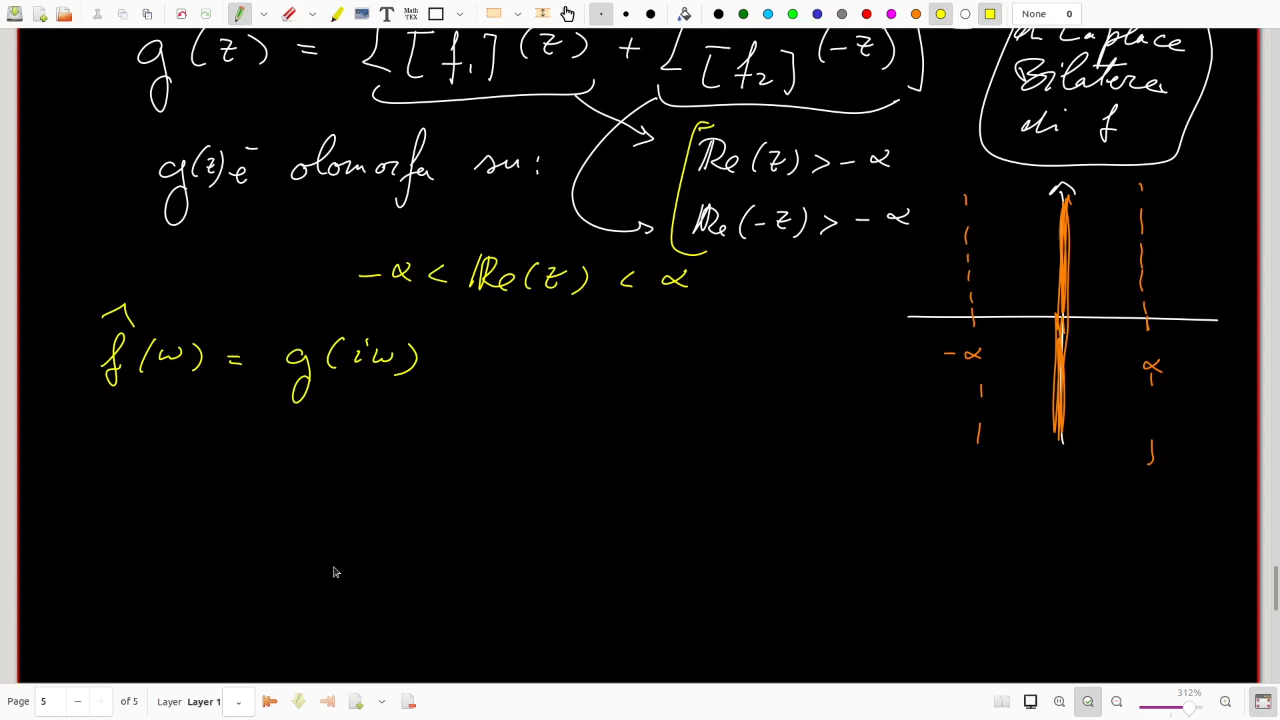 None 0
g(z) = L[f₁](z) + L[f₂](-z)
di Laplace
Bilatera
di f
g(z) è olomorfa su:
Re(z) > -α
Re(-z) > -α
-α < Re(z) < α
f̂(ω) = g(iω)
-α
α
Page 5 of 5 Layer Layer 1 312%